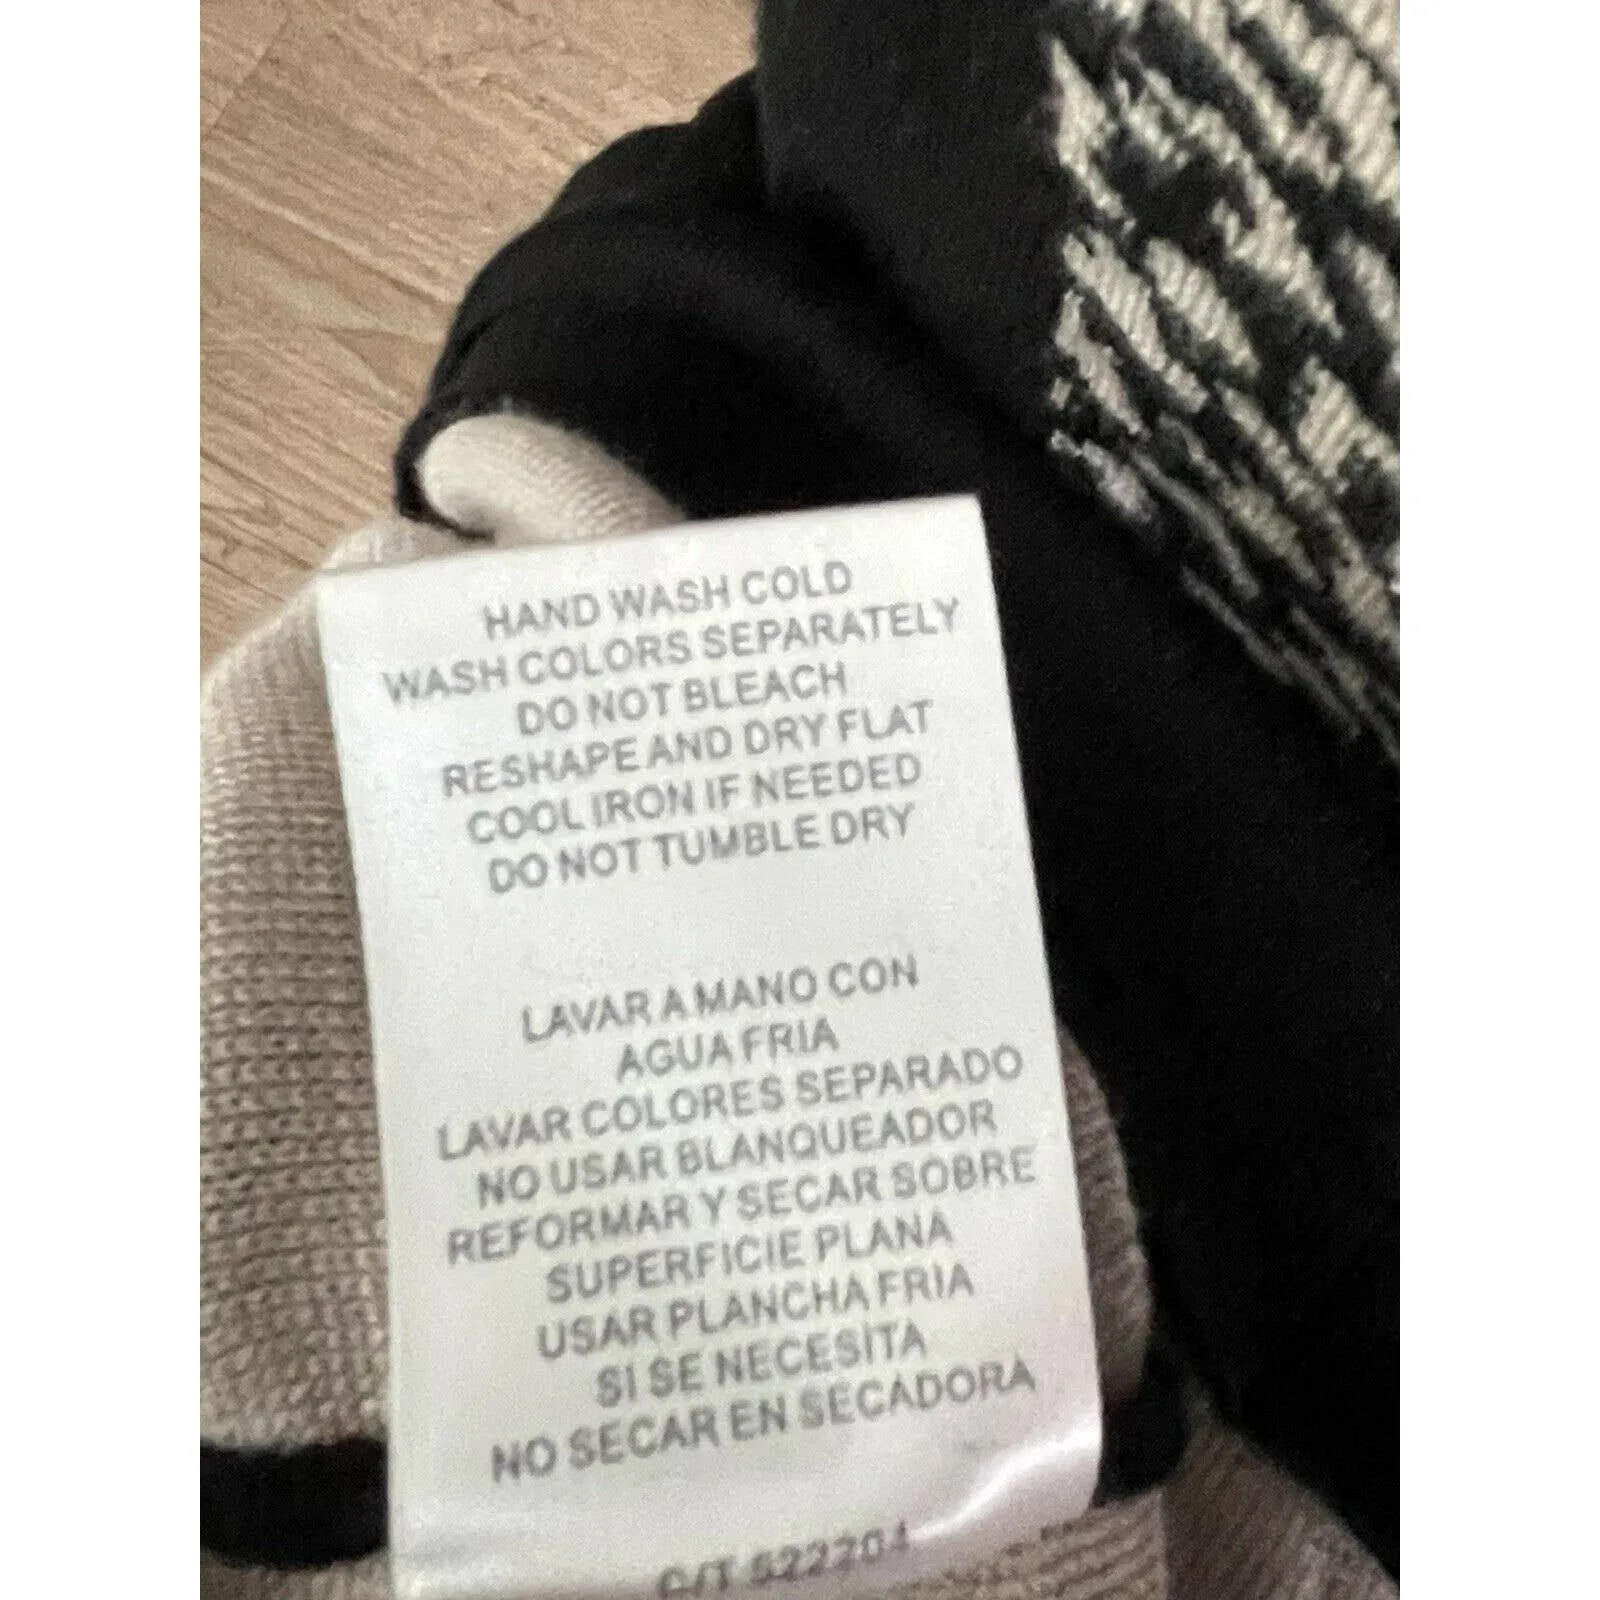 HAND WASH COLD
WASH COLORS SEPARATELY
DO NOT BLEACH
RESHAPE AND DRY FLAT
COOL IRON IF NEEDED
DO NOT TUMBLE DRY
LAVAR A MANO CON
AGUA FRIA
LAVAR COLORES SEPARADO
NO USAR BLANQUEADOR
REFORMAR Y SECAR SOBRE
SUPERFICIE PLANA
USAR PLANCHA FRIA
SI SE NECESITA
NO SECAR EN SECADORA
C/T 522204